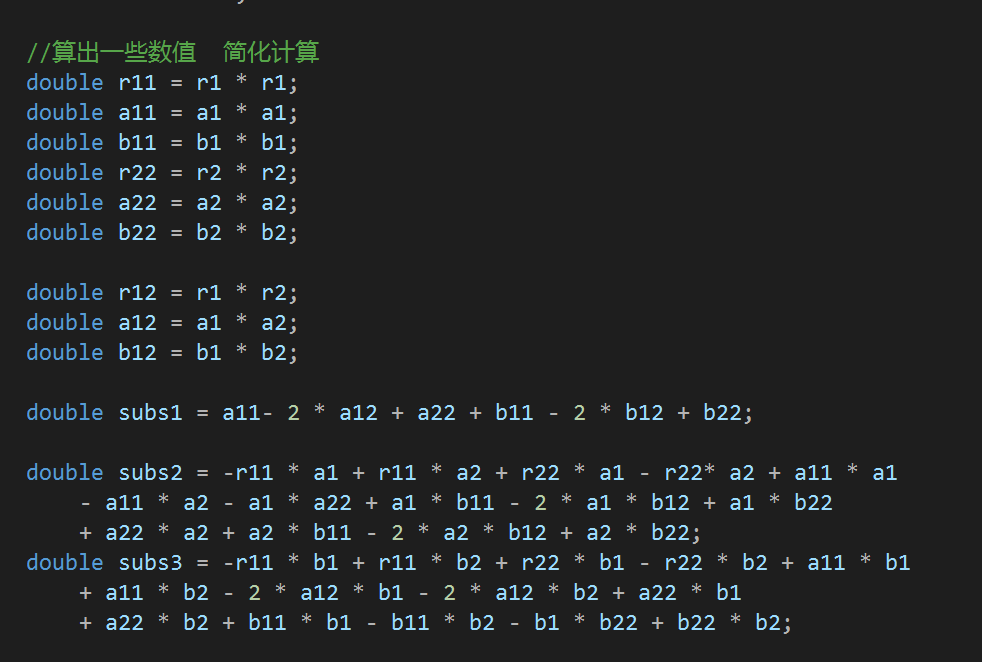 //算出一些数值  简化计算
double r11 = r1 * r1;
double a11 = a1 * a1;
double b11 = b1 * b1;
double r22 = r2 * r2;
double a22 = a2 * a2;
double b22 = b2 * b2;
double r12 = r1 * r2;
double a12 = a1 * a2;
double b12 = b1 * b2;
double subs1 = a11- 2 * a12 + a22 + b11 - 2 * b12 + b22;
double subs2 = -r11 * a1 + r11 * a2 + r22 * a1 - r22* a2 + a11 * a1
    - a11 * a2 - a1 * a22 + a1 * b11 - 2 * a1 * b12 + a1 * b22
    + a22 * a2 + a2 * b11 - 2 * a2 * b12 + a2 * b22;
double subs3 = -r11 * b1 + r11 * b2 + r22 * b1 - r22 * b2 + a11 * b1
    + a11 * b2 - 2 * a12 * b1 - 2 * a12 * b2 + a22 * b1
    + a22 * b2 + b11 * b1 - b11 * b2 - b1 * b22 + b22 * b2;